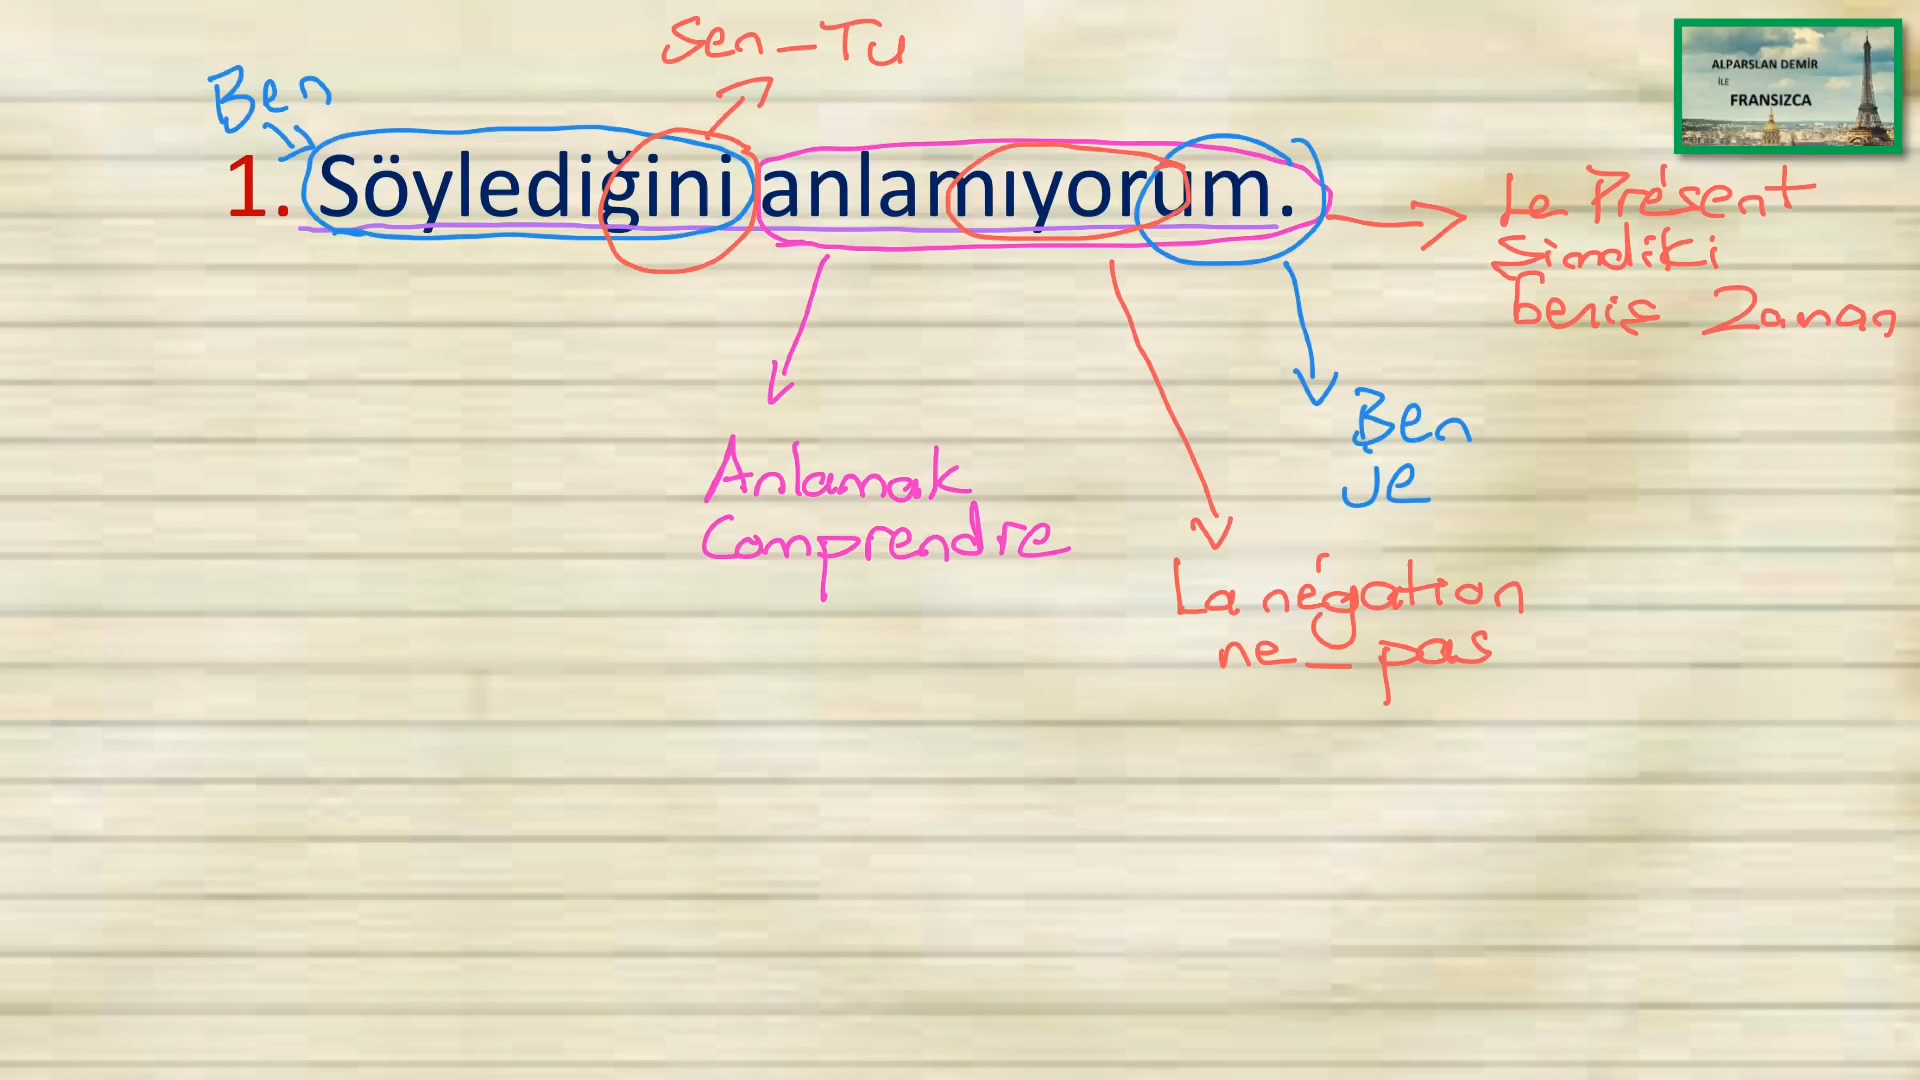 Sen - Tu
Ben
1. Söylediğini anlamıyorum.
ALPARSLAN DEMİR
İLE
FRANSIZCA
Le Présent
Şimdiki
Geniş Zaman
Ben
Je
Anlamak
Comprendre
La négation
ne _ pas